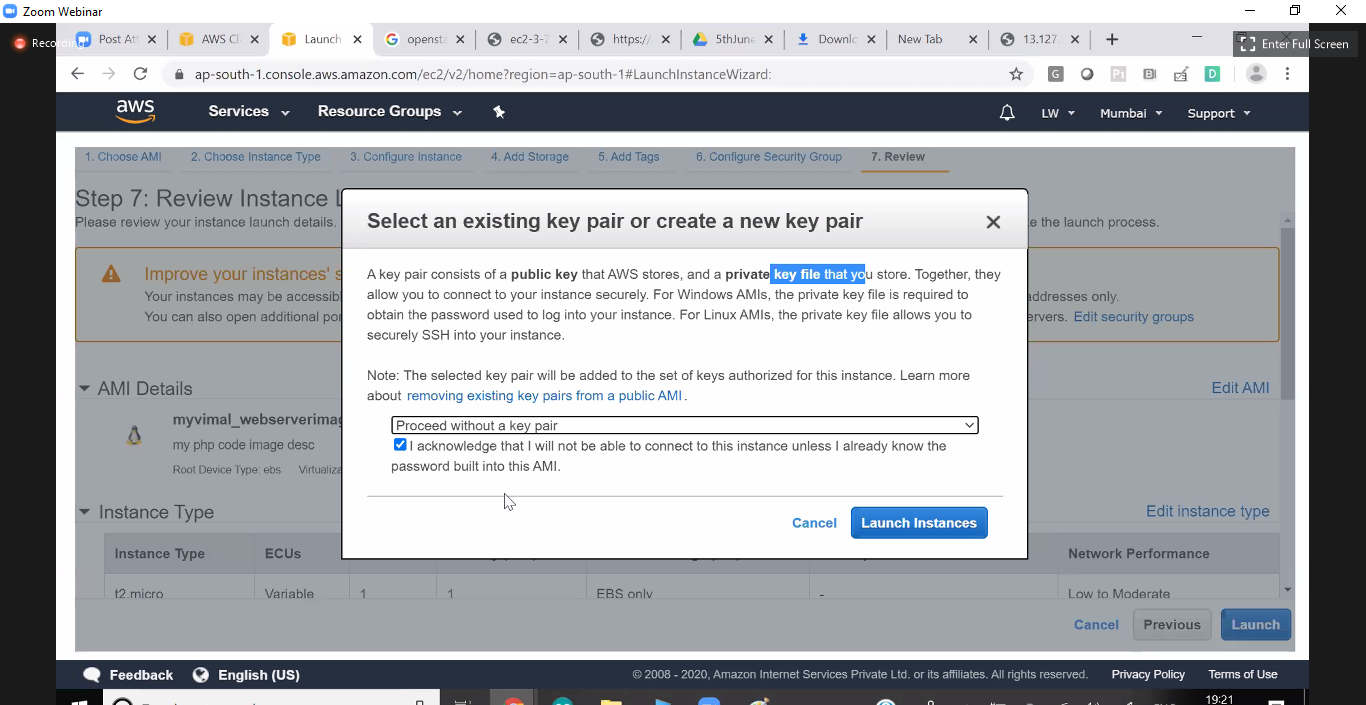 Zoom Webinar
Recording
Post Att
AWS Cl
Launch
opensta
ec2-3-7
https:/
5thJune
Downlo
New Tab
13.127.
Enter Full Screen
ap-south-1.console.aws.amazon.com/ec2/v2/home?region=ap-south-1#LaunchInstanceWizard:
aws
Services
Resource Groups
LW
Mumbai
Support
1. Choose AMI
2. Choose Instance Type
3. Configure Instance
4. Add Storage
5. Add Tags
6. Configure Security Group
7. Review
Step 7: Review Instance L
Please review your instance launch details.
e the launch process.
Improve your instances' s
Your instances may be accessib
addresses only.
You can also open additional po
ervers. Edit security groups
Select an existing key pair or create a new key pair
A key pair consists of a public key that AWS stores, and a private key file that you store. Together, they
allow you to connect to your instance securely. For Windows AMIs, the private key file is required to
obtain the password used to log into your instance. For Linux AMIs, the private key file allows you to
securely SSH into your instance.
Note: The selected key pair will be added to the set of keys authorized for this instance. Learn more
about removing existing key pairs from a public AMI.
Proceed without a key pair
I acknowledge that I will not be able to connect to this instance unless I already know the
password built into this AMI.
Cancel
Launch Instances
AMI Details
Edit AMI
myvimal_webserverimag
my php code image desc
Root Device Type: ebs
Virtualiza
Instance Type
Edit instance type
Instance Type
ECUs
Network Performance
t2.micro
Variable
1
1
EBS only
-
Low to Moderate
Cancel
Previous
Launch
Feedback
English (US)
© 2008 - 2020, Amazon Internet Services Private Ltd. or its affiliates. All rights reserved.
Privacy Policy
Terms of Use
19:21